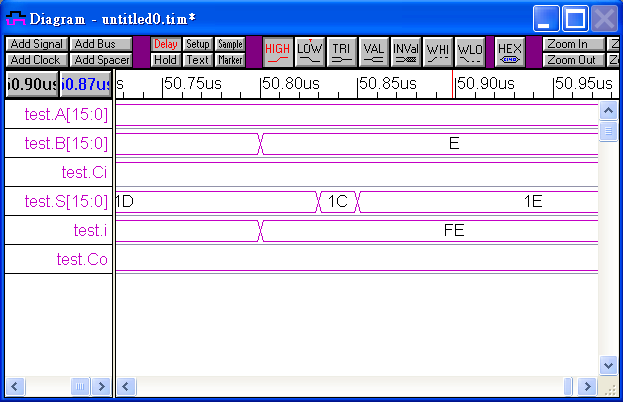 Diagram - untitled0.tim*
Add Signal Add Bus Delay Setup Sample HIGH LOW TRI VAL INVal WHI WLO HEX Zoom In
Add Clock Add Spacer Hold Text Marker Zoom Out
50.90us 50.87us 50.75us 50.80us 50.85us 50.90us 50.95us
test.A[15:0]
test.B[15:0] E
test.Ci
test.S[15:0] 1D 1C 1E
test.i FE
test.Co